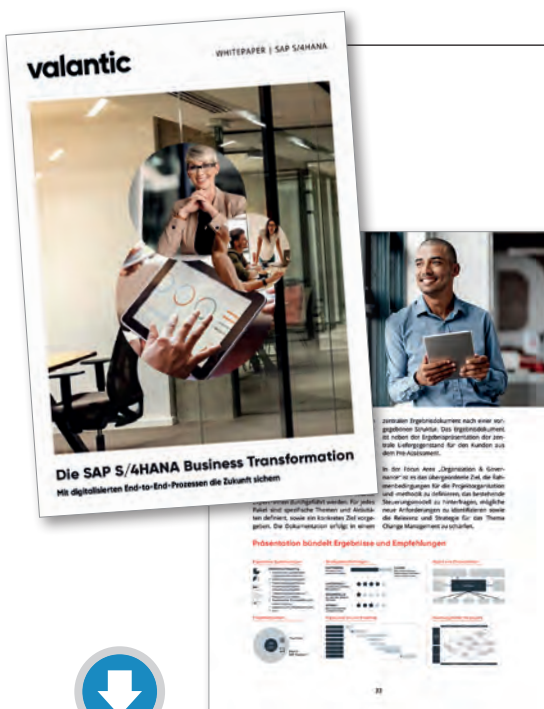 valantic
WHITEPAPER | SAP S/4HANA
Die SAP S/4HANA Business Transformation
Mit digitalisierten End-to-End-Prozessen die Zukunft sichern
durchgeführt werden. Für jedes
Paket sind spezifische Themen und Aktivitä-
ten definiert, sowie ein konkretes Ziel vorge-
geben. Die Dokumentation erfolgt in einem
zentralen Ergebnisdokument nach einer vor-
gegebenen Struktur. Das Ergebnisdokument
ist neben der Ergebnispräsentation der zen-
trale Liefergegenstand für den Kunden aus
dem Pre-Assessment.
In der Focus Area „Organization & Gover-
nance" ist es das übergeordnete Ziel, die Rah-
menbedingungen für die Projektorganisation
und -methodik zu definieren, das bestehende
Steuerungsmodell zu hinterfragen, mögliche
neue Anforderungen zu identifizieren sowie
die Relevanz und Strategie für das Thema
Change Management zu schärfen.
Präsentation bündelt Ergebnisse und Empfehlungen
33